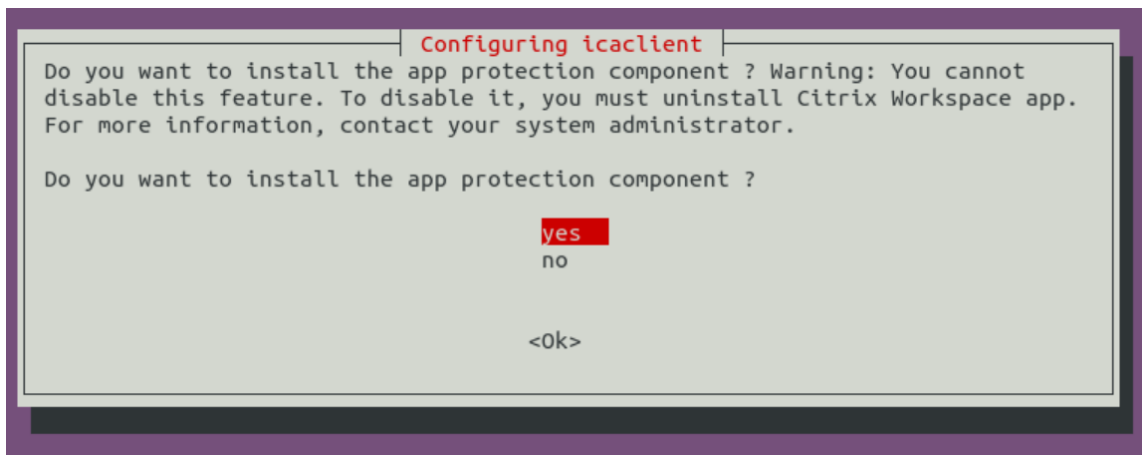 Configuring icaclient
Do you want to install the app protection component ? Warning: You cannot
disable this feature. To disable it, you must uninstall Citrix Workspace app.
For more information, contact your system administrator.
Do you want to install the app protection component ?
yes
no
<Ok>